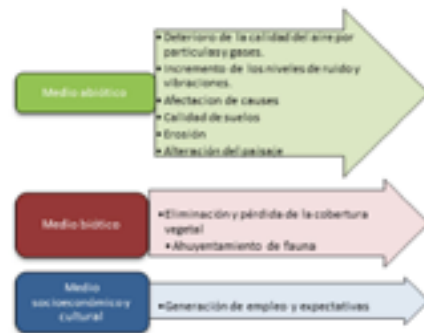 Medio abiótico
• Deterioro de la calidad del aire por
partículas y gases.
• Incremento de los niveles de ruido y
vibraciones.
• Afectacion de causes
• Calidad de suelos
• Erosión
• Alteración del paisaje
Medio biótico
• Eliminación y pérdida de la cobertura
vegetal
• Ahuyentamiento de fauna
Medio
socioeconómico y
cultural
• Generación de empleo y expectativas